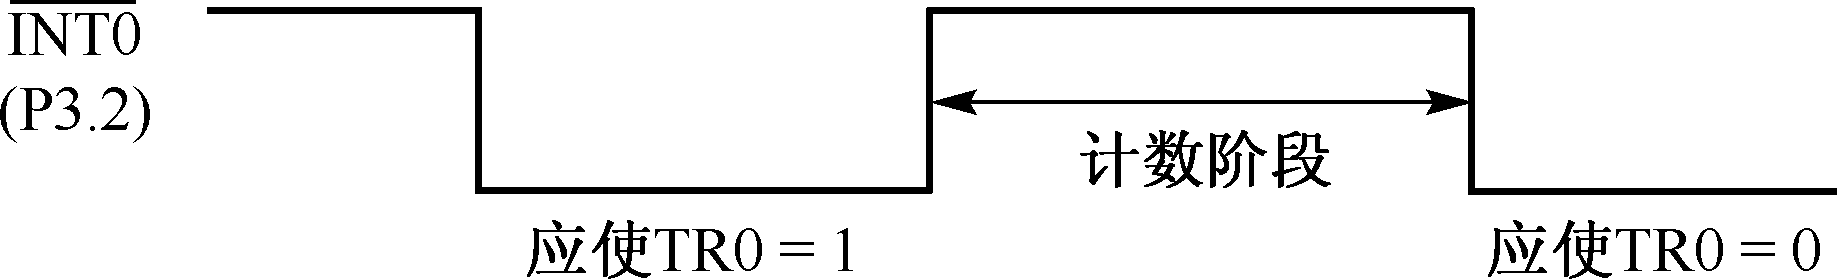 INT0
(P3.2)
计数阶段
应使TR0 = 1
应使TR0 = 0